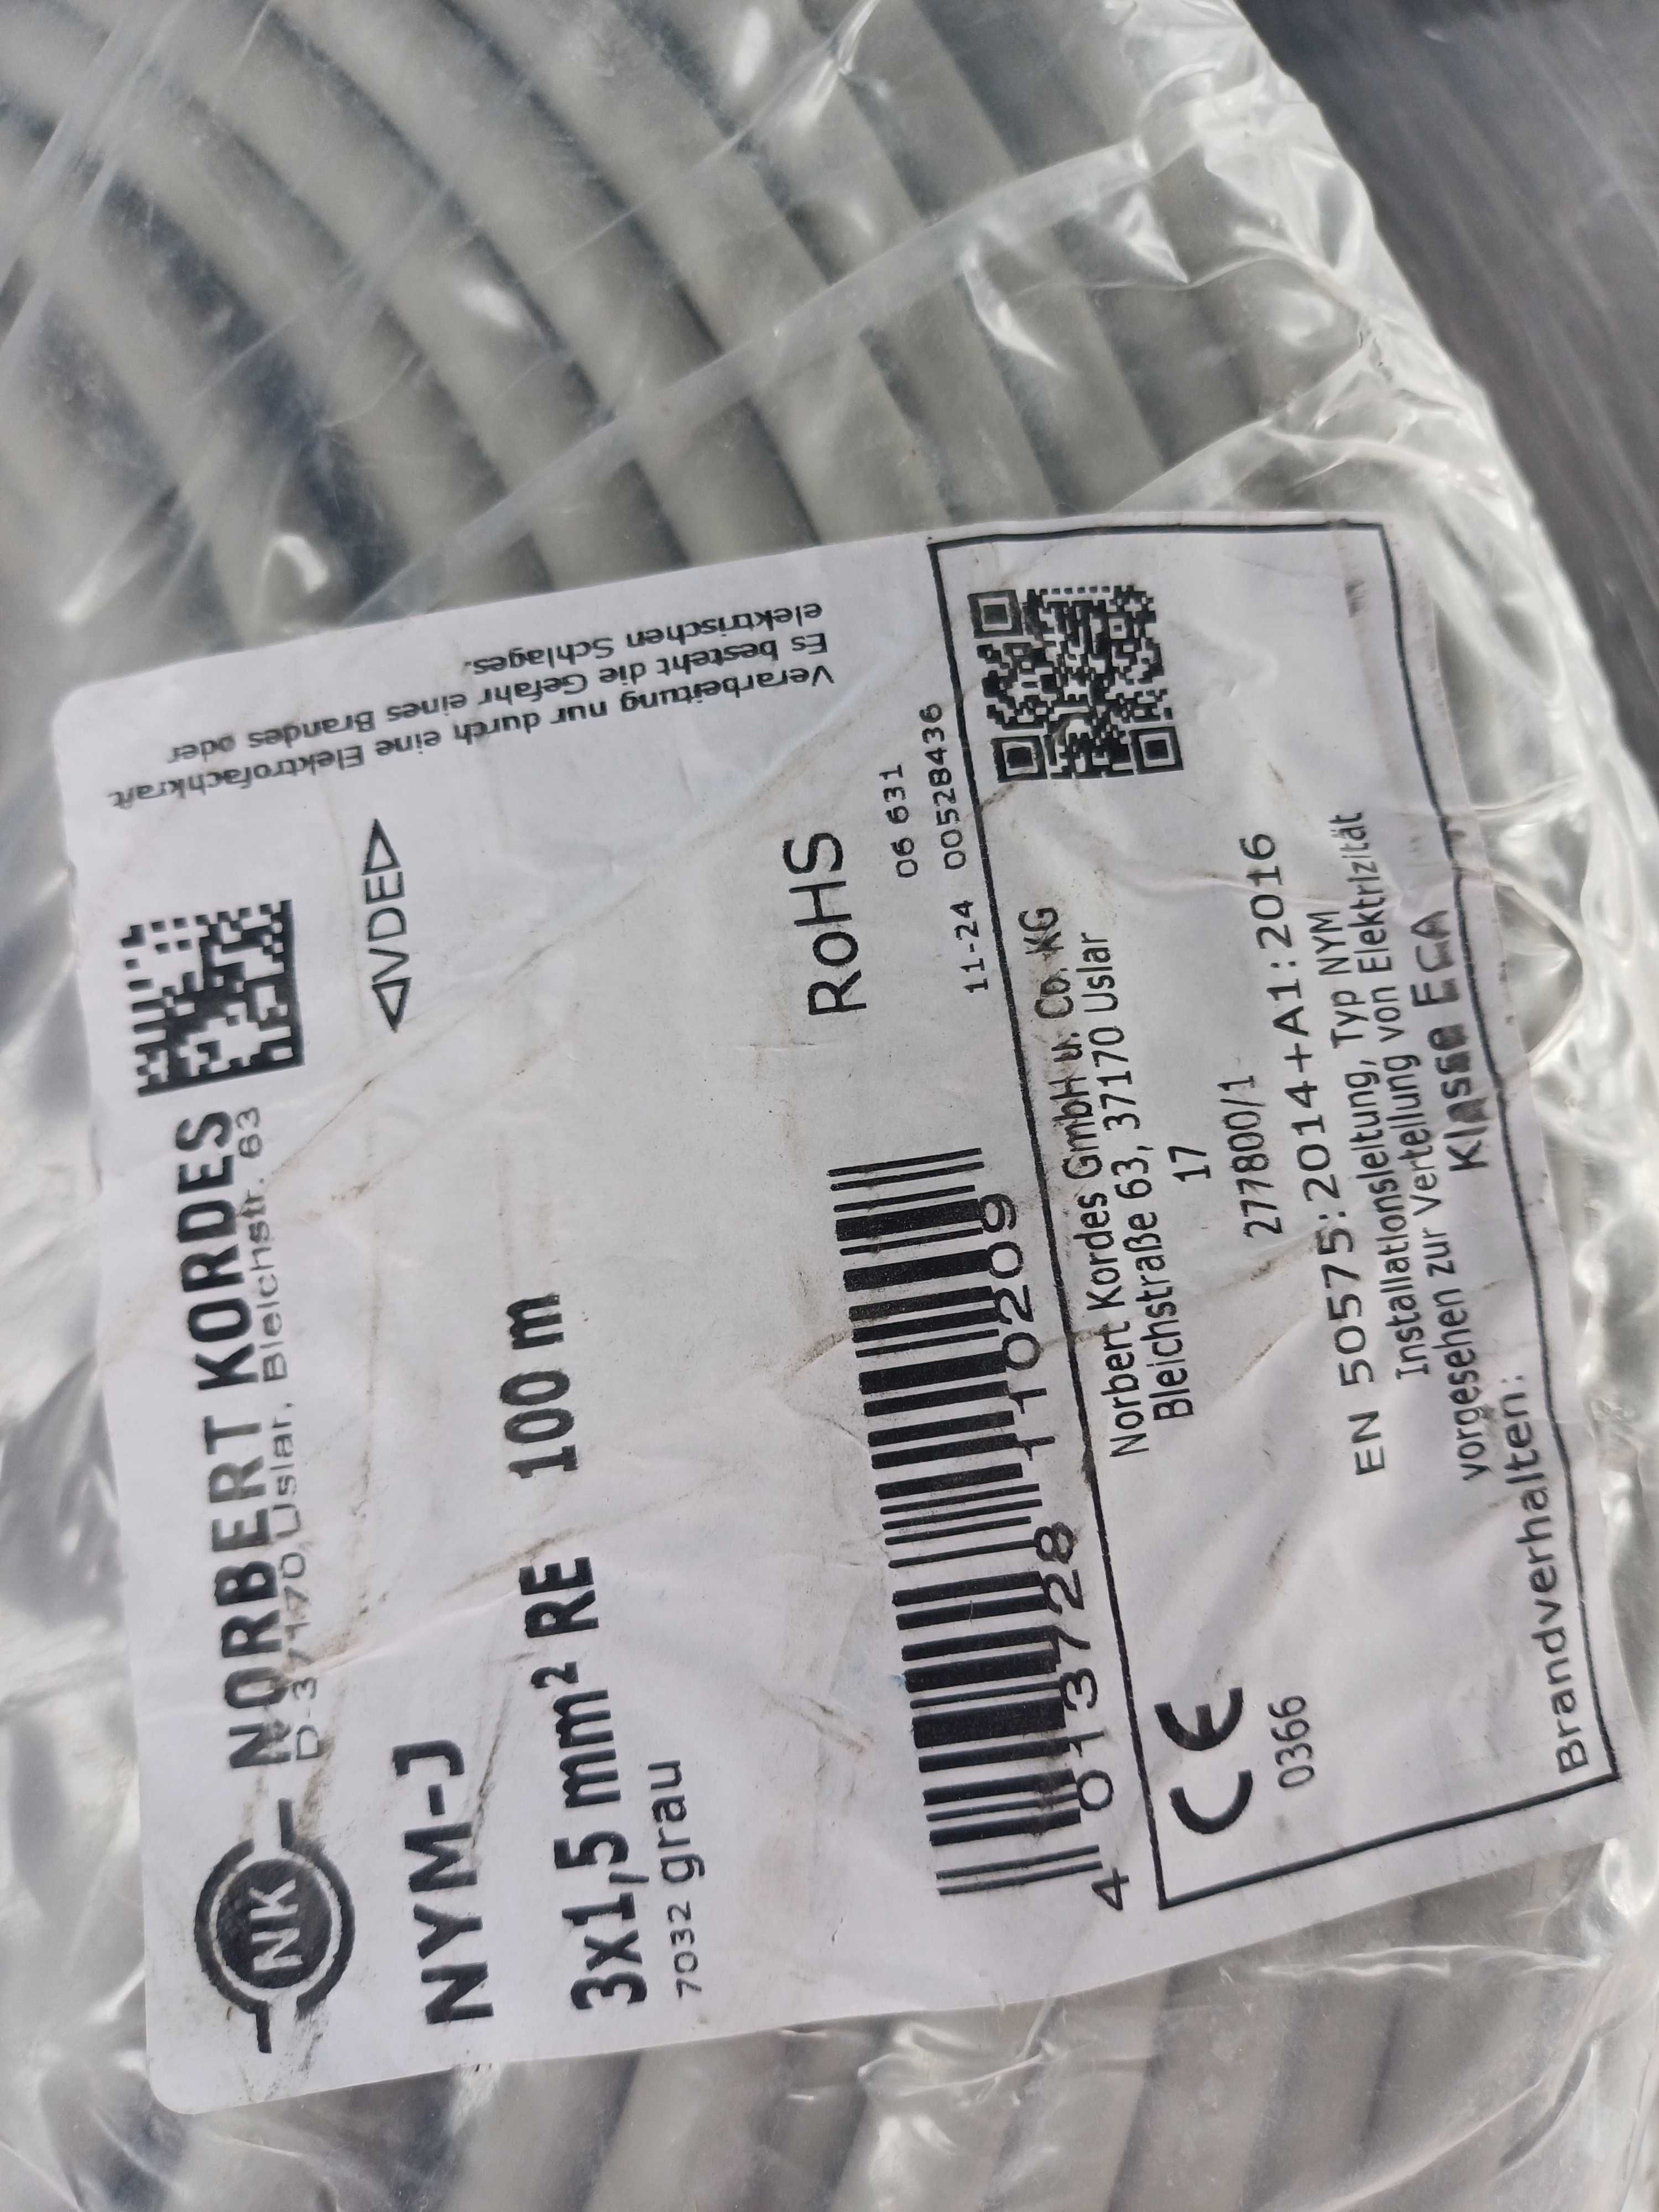 NK
NORBERT KORDES
D-37170 Uslar, Bleichstr. 63
NYM-J
VDE
3x1,5 mm² RE 100 m
7032 grau
Verarbeitung nur durch eine Elektrofachkraft
Es besteht die Gefahr eines Brandes oder
elektrischen Schlages.
RoHS
06 631
11-24 00528436
4 013728 110209
CE
0366
Norbert Kordes GmbH u. Co. KG
Bleichstraße 63, 37170 Uslar
17
277800/1
EN 50575:2014+A1:2016
Installationsleitung, Typ NYM
vorgesehen zur Verteilung von Elektrizität
Brandverhalten: Klasse ECA